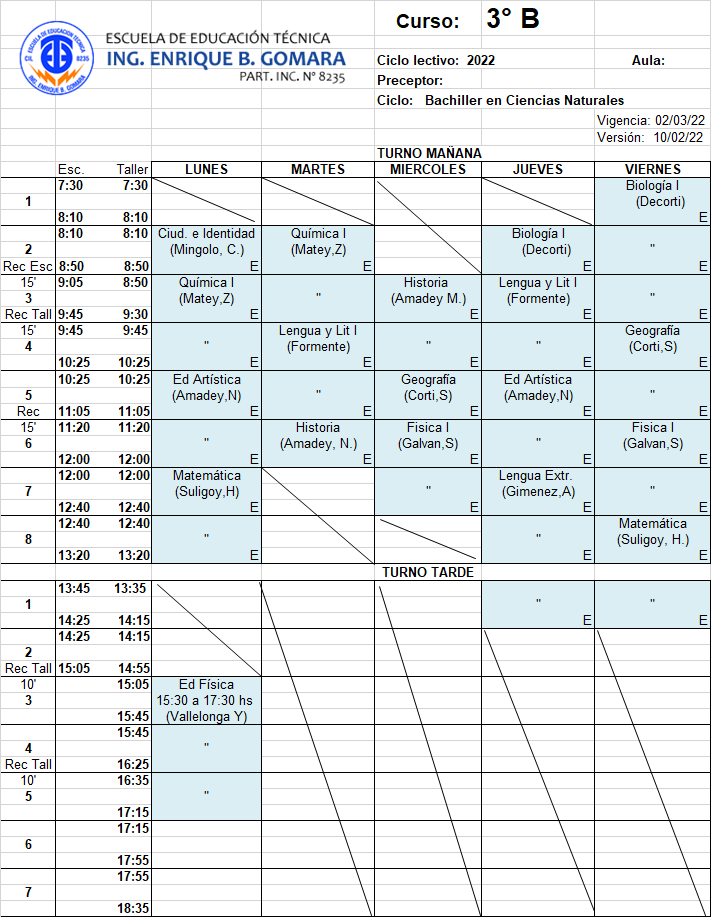 Curso: 3° B
ESCUELA DE EDUCACIÓN TÉCNICA
ING. ENRIQUE B. GOMARA
PART. INC. Nº 8235
ESCUELA DE EDUCACIÓN TÉCNICA
CIL 8235
ING. ENRIQUE B. GOMARA
Ciclo lectivo: 2022 Aula:
Preceptor:
Ciclo: Bachiller en Ciencias Naturales
Vigencia: 02/03/22
Versión: 10/02/22
TURNO MAÑANA
Esc. Taller LUNES MARTES MIERCOLES JUEVES VIERNES
7:30 7:30 Biología I
1 (Decorti)
8:10 8:10 E
8:10 8:10 Ciud. e Identidad Química I Biología I
2 (Mingolo, C.) (Matey,Z) (Decorti) "
Rec Esc 8:50 8:50 E E E E
15' 9:05 8:50 Química I Historia Lengua y Lit I
3 (Matey,Z) " (Amadey M.) (Formente) "
Rec Tall 9:45 9:30 E E E E E
15' 9:45 9:45 Lengua y Lit I Geografía
4 " (Formente) " " (Corti,S)
10:25 10:25 E E E E E
10:25 10:25 Ed Artística Geografía Ed Artística
5 (Amadey,N) " (Corti,S) (Amadey,N) "
Rec 11:05 11:05 E E E E E
15' 11:20 11:20 Historia Fisica I Fisica I
6 " (Amadey, N.) (Galvan,S) " (Galvan,S)
12:00 12:00 E E E E E
12:00 12:00 Matemática Lengua Extr.
7 (Suligoy,H) " (Gimenez,A) "
12:40 12:40 E E E E
12:40 12:40 Matemática
8 " " (Suligoy, H.)
13:20 13:20 E E E
TURNO TARDE
13:45 13:35
1 " "
14:25 14:15 E E
14:25 14:15
2
Rec Tall 15:05 14:55
10' 15:05 Ed Física
3 15:30 a 17:30 hs
15:45 (Vallelonga Y)
15:45
4 "
Rec Tall 16:25
10' 16:35
5 "
17:15
17:15
6
17:55
17:55
7
18:35